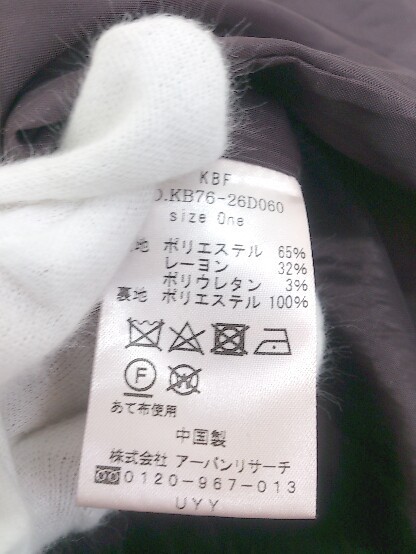 KBF
.KB76-26D060
size One
地 ポリエステル 65%
レーヨン 32%
ポリウレタン 3%
裏地 ポリエステル 100%
F
W
あて布使用
中国製
株式会社 アーバンリサーチ
0120-967-013
UYY